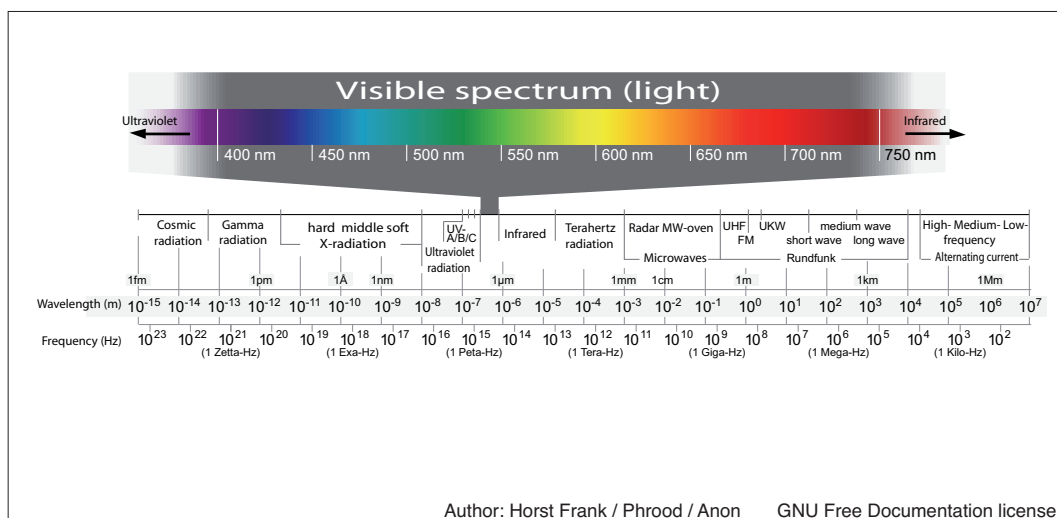 Visible spectrum (light)
Ultraviolet
Infrared
400 nm
450 nm
500 nm
550 nm
600 nm
650 nm
700 nm
750 nm
Cosmic
radiation
Gamma
radiation
hard middle soft
X-radiation
UV-
A/B/C
Ultraviolet
radiation
Infrared
Terahertz
radiation
Radar MW-oven
Microwaves
UHF
FM
UKW
medium wave
short wave
long wave
Rundfunk
High- Medium- Low-
frequency
Alternating current
1fm 1pm 1Å 1nm 1μm 1mm 1cm 1m 1km 1Mm
Wavelength (m) 10⁻¹⁵ 10⁻¹⁴ 10⁻¹³ 10⁻¹² 10⁻¹¹ 10⁻¹⁰ 10⁻⁹ 10⁻⁸ 10⁻⁷ 10⁻⁶ 10⁻⁵ 10⁻⁴ 10⁻³ 10⁻² 10⁻¹ 10⁰ 10¹ 10² 10³ 10⁴ 10⁵ 10⁶ 10⁷
Frequency (Hz) 10²³ 10²² 10²¹ 10²⁰ 10¹⁹ 10¹⁸ 10¹⁷ 10¹⁶ 10¹⁵ 10¹⁴ 10¹³ 10¹² 10¹¹ 10¹⁰ 10⁹ 10⁸ 10⁷ 10⁶ 10⁵ 10⁴ 10³ 10²
(1 Zetta-Hz) (1 Exa-Hz) (1 Peta-Hz) (1 Tera-Hz) (1 Giga-Hz) (1 Mega-Hz) (1 Kilo-Hz)
Author: Horst Frank / Phrood / Anon GNU Free Documentation license